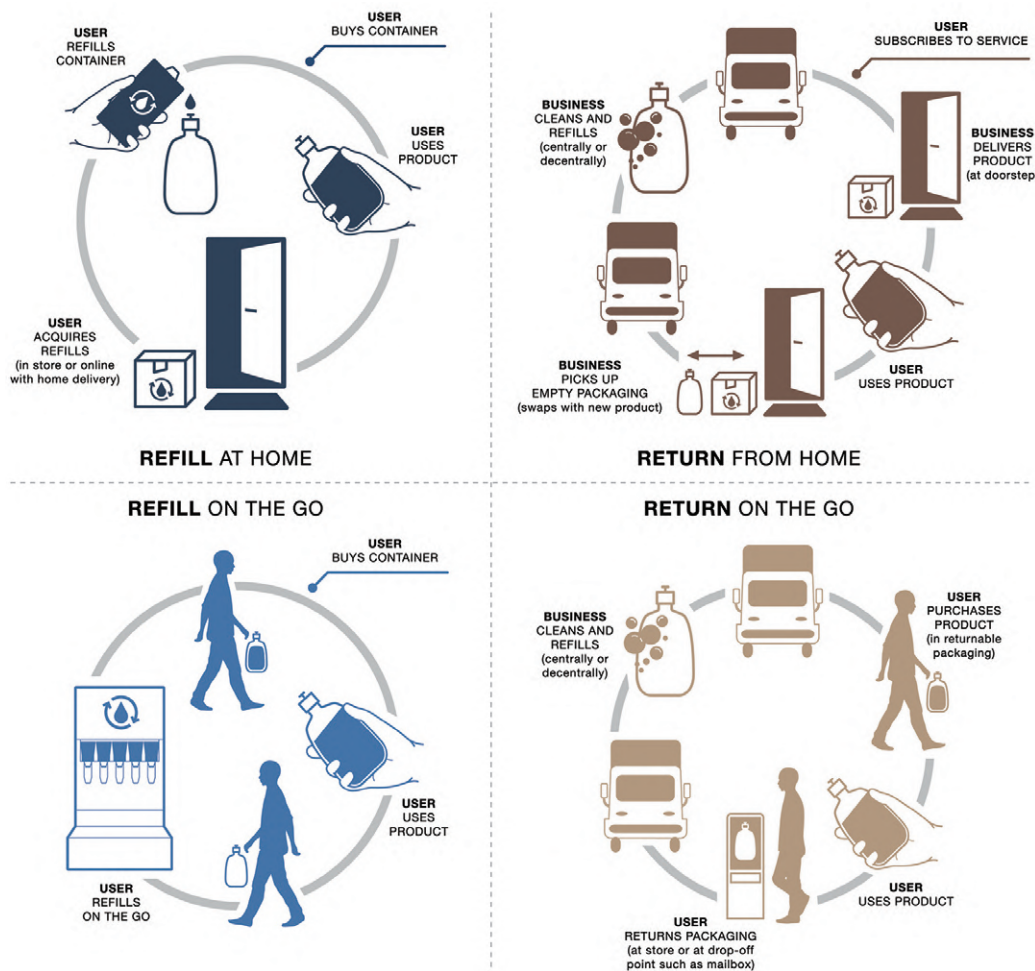 USER
REFILLS
CONTAINER
USER
BUYS CONTAINER
USER
USES
PRODUCT
USER
ACQUIRES
REFILLS
(in store or online
with home delivery)
REFILL AT HOME
USER
SUBSCRIBES TO SERVICE
BUSINESS
CLEANS AND
REFILLS
(centrally or
decentrally)
BUSINESS
DELIVERS
PRODUCT
(at doorstep)
USER
USES PRODUCT
BUSINESS
PICKS UP
EMPTY PACKAGING
(swaps with new product)
RETURN FROM HOME
REFILL ON THE GO
USER
BUYS CONTAINER
USER
USES
PRODUCT
USER
REFILLS
ON THE GO
RETURN ON THE GO
BUSINESS
CLEANS AND
REFILLS
(centrally or
decentrally)
USER
PURCHASES
PRODUCT
(in returnable
packaging)
USER
USES PRODUCT
USER
RETURNS PACKAGING
(at store or at drop-off
point such as mailbox)